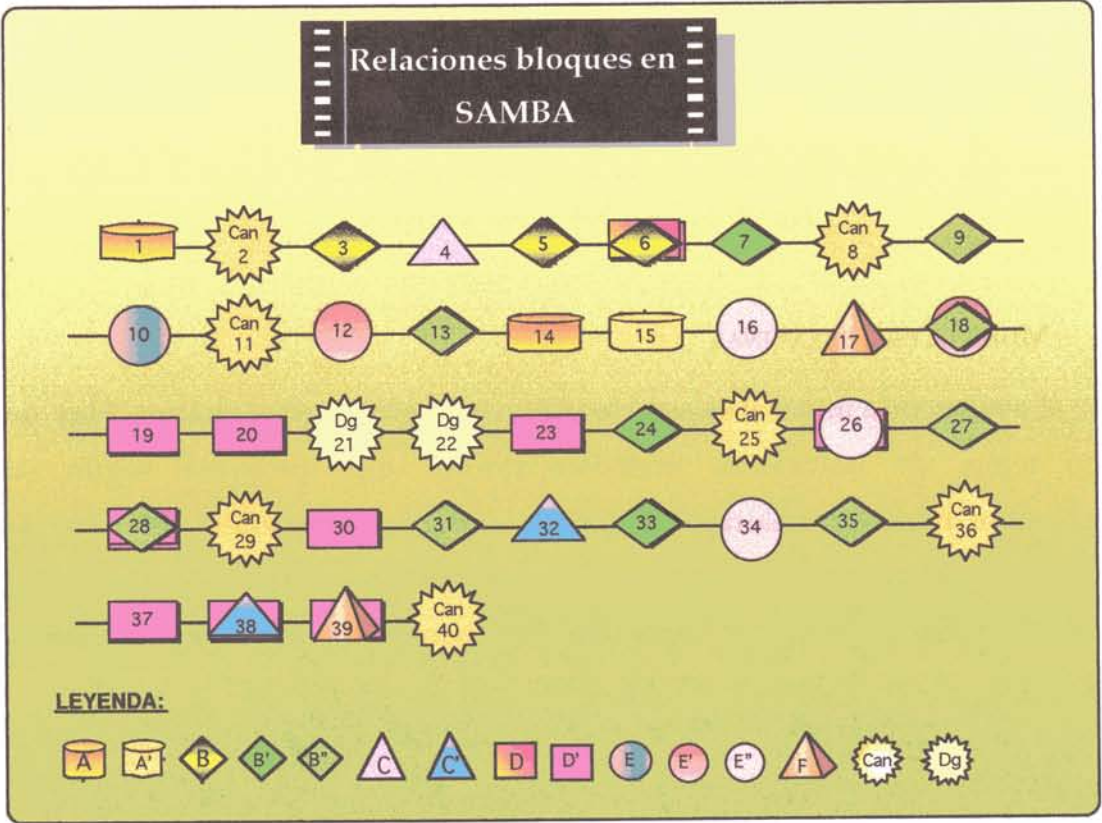 Relaciones bloques en
SAMBA
1 Can 2 3 4 5 6 7 Can 8 9
10 Can 11 12 13 14 15 16 17 18
19 20 Dg 21 Dg 22 23 24 Can 25 26 27
28 Can 29 30 31 32 33 34 35 Can 36
37 38 39 Can 40
LEYENDA:
A A' B B' B" C C' D D' E E' E" F Can Dg